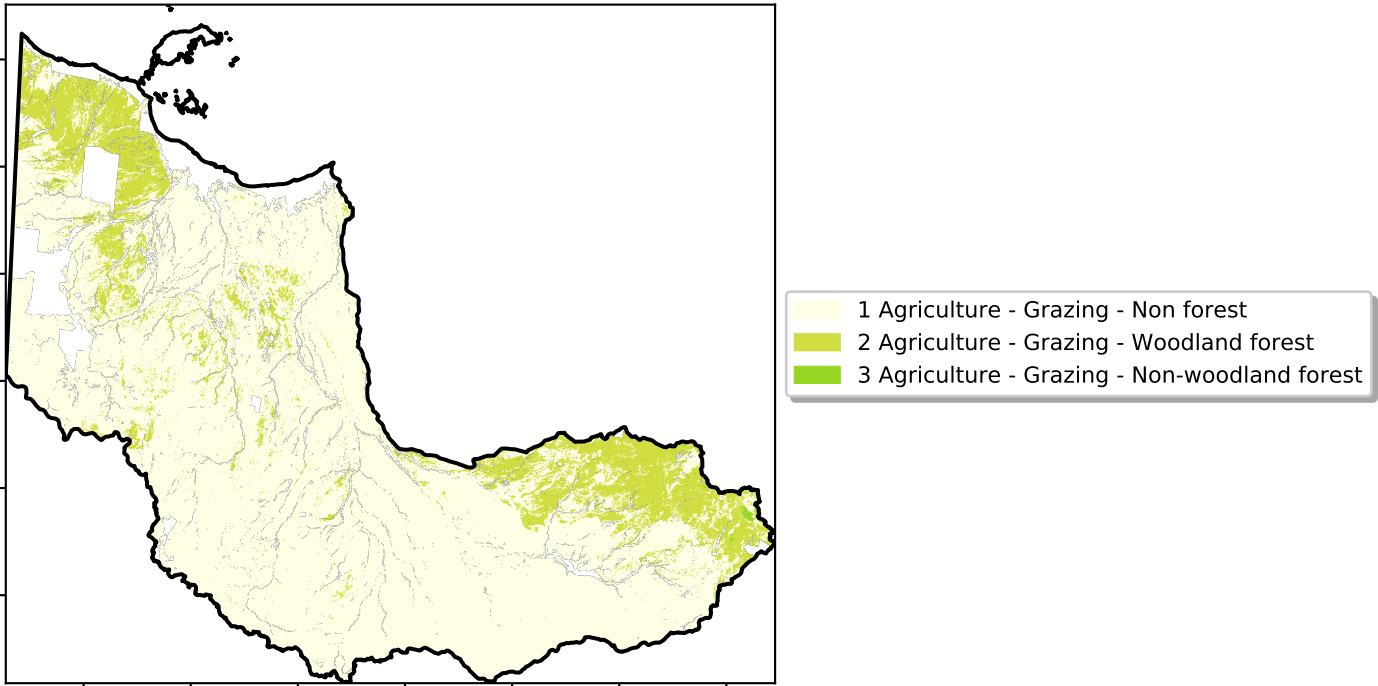 1 Agriculture - Grazing - Non forest
2 Agriculture - Grazing - Woodland forest
3 Agriculture - Grazing - Non-woodland forest